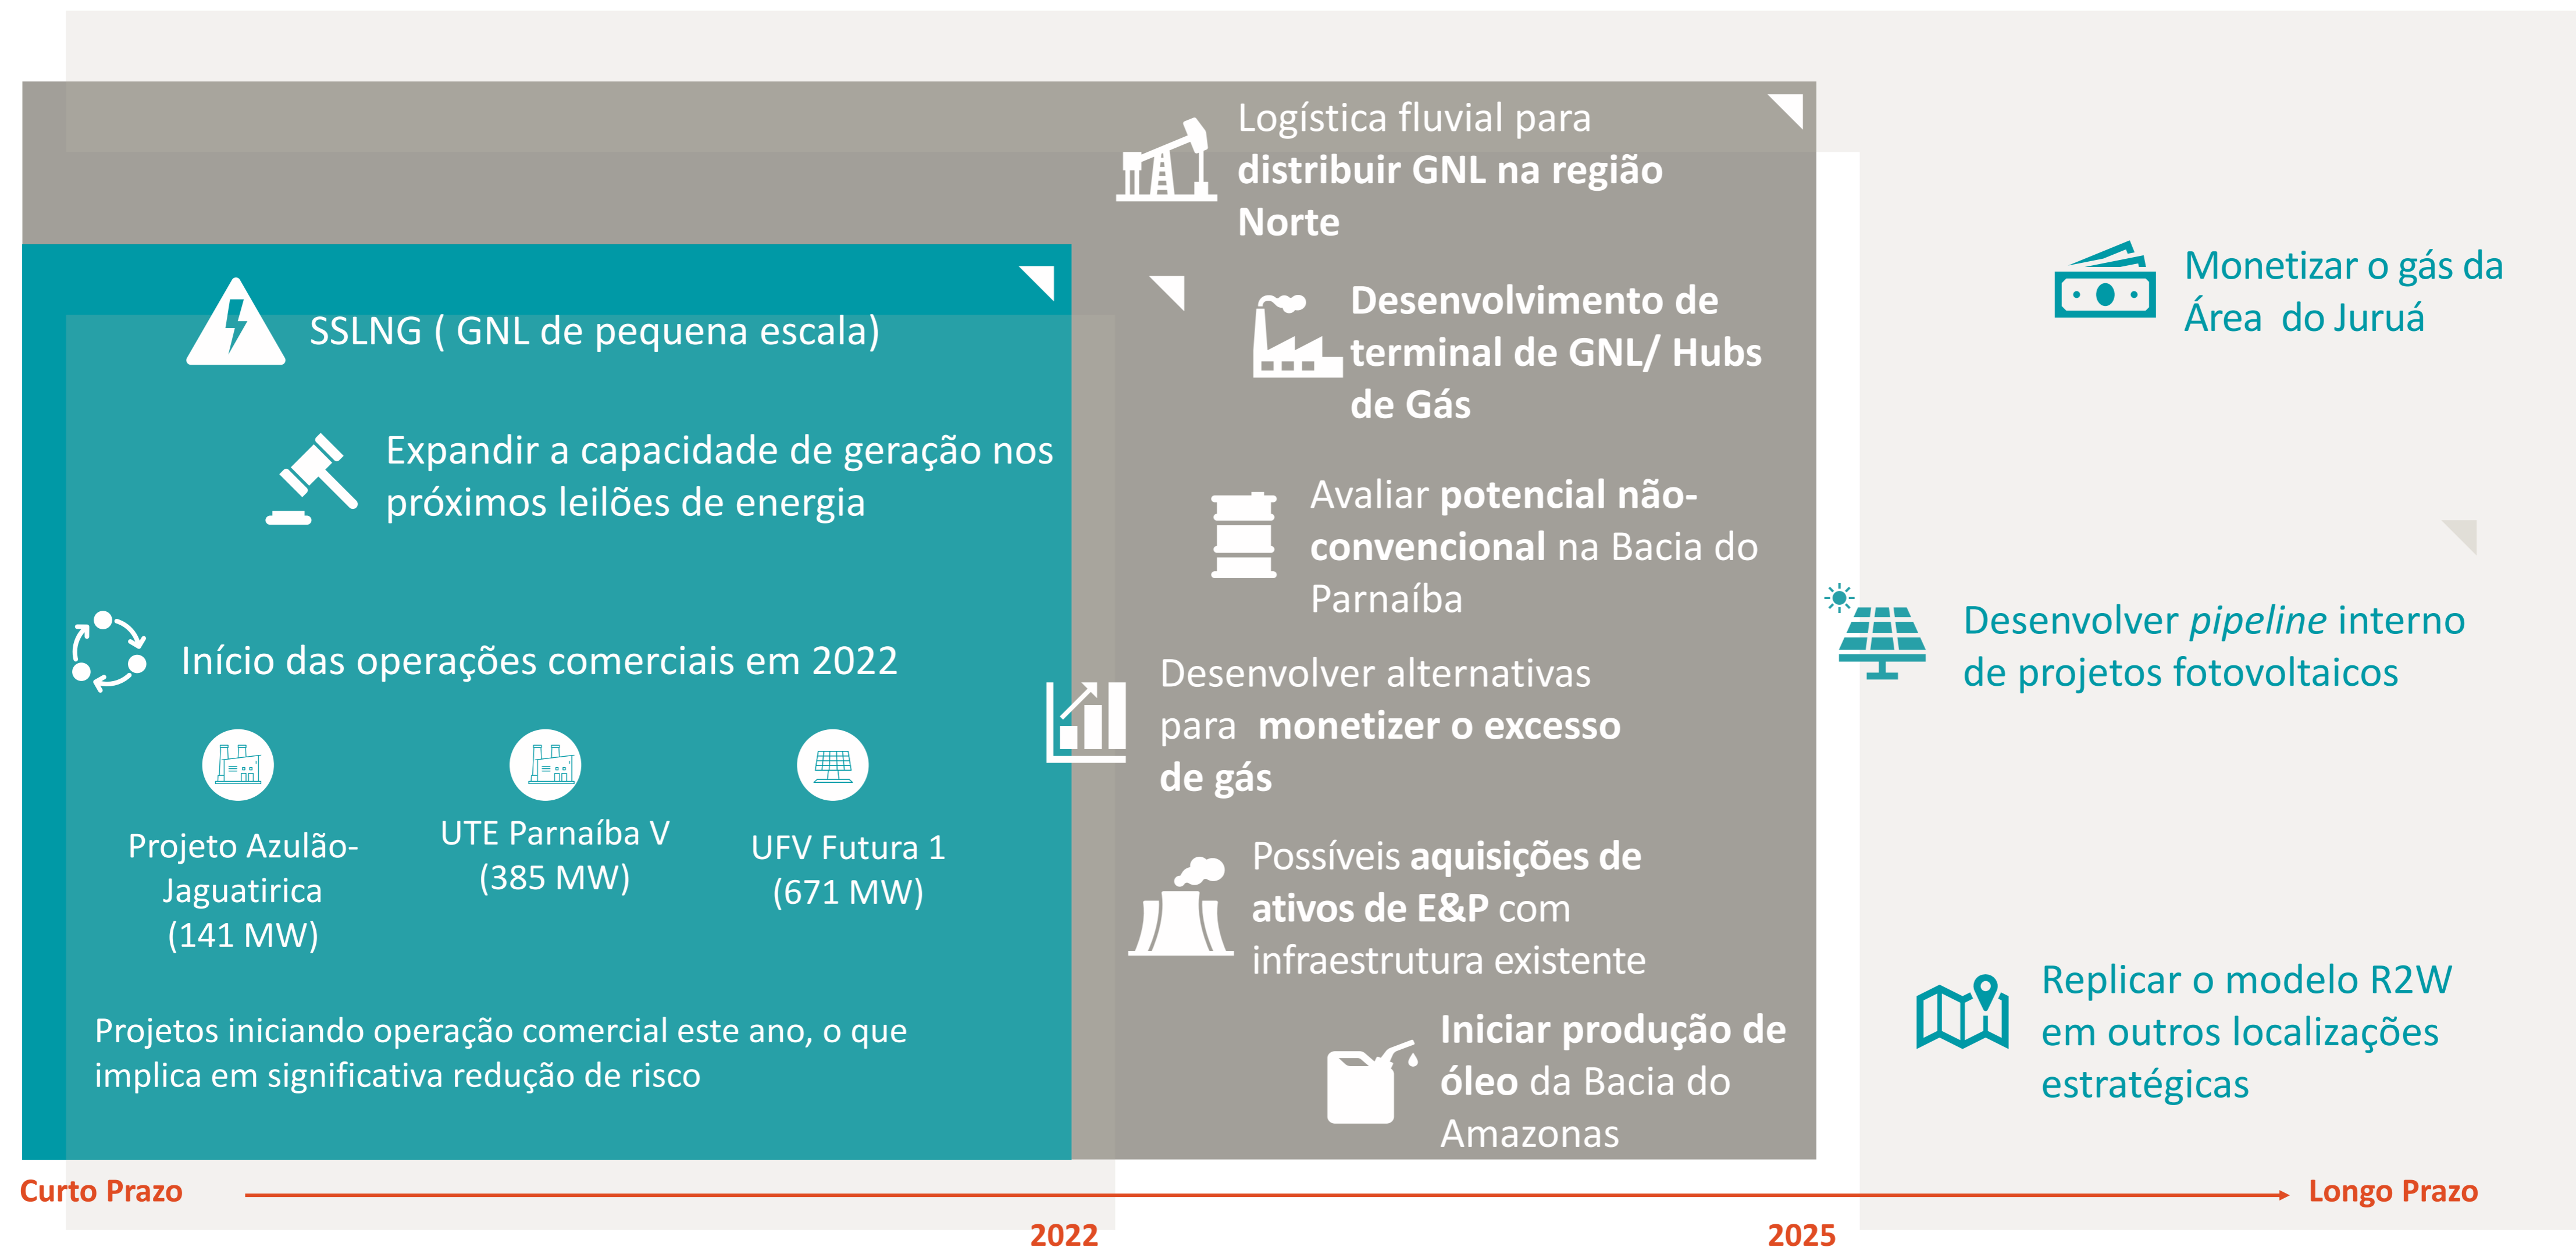 SSLNG ( GNL de pequena escala)
Expandir a capacidade de geração nos
próximos leilões de energia
Início das operações comerciais em 2022
Projeto Azulão-
Jaguatirica
(141 MW)
UTE Parnaíba V
(385 MW)
UFV Futura 1
(671 MW)
Projetos iniciando operação comercial este ano, o que
implica em significativa redução de risco
Logística fluvial para
distribuir GNL na região
Norte
Desenvolvimento de
terminal de GNL/ Hubs
de Gás
Avaliar potencial não-
convencional na Bacia do
Parnaíba
Desenvolver alternativas
para monetizer o excesso
de gás
Possíveis aquisições de
ativos de E&P com
infraestrutura existente
Iniciar produção de
óleo da Bacia do
Amazonas
Monetizar o gás da
Área do Juruá
Desenvolver pipeline interno
de projetos fotovoltaicos
Replicar o modelo R2W
em outros localizações
estratégicas
Curto Prazo
Longo Prazo
2022
2025